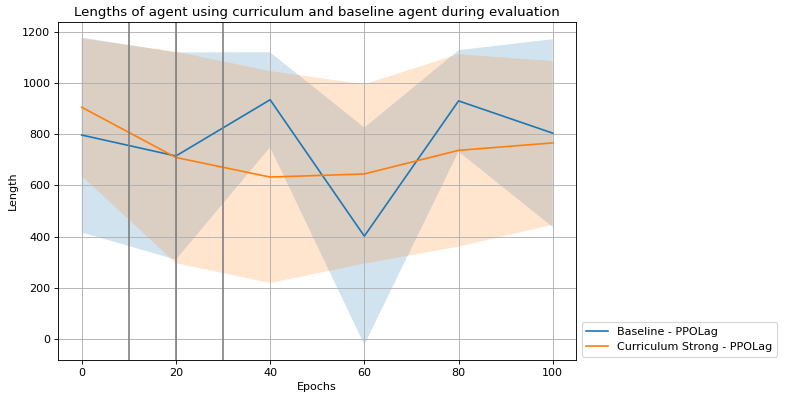 Lengths of agent using curriculum and baseline agent during evaluation
1200
1000
800
600
400
200
0
Length
0 20 40 60 80 100
Epochs
Baseline - PPOLag
Curriculum Strong - PPOLag